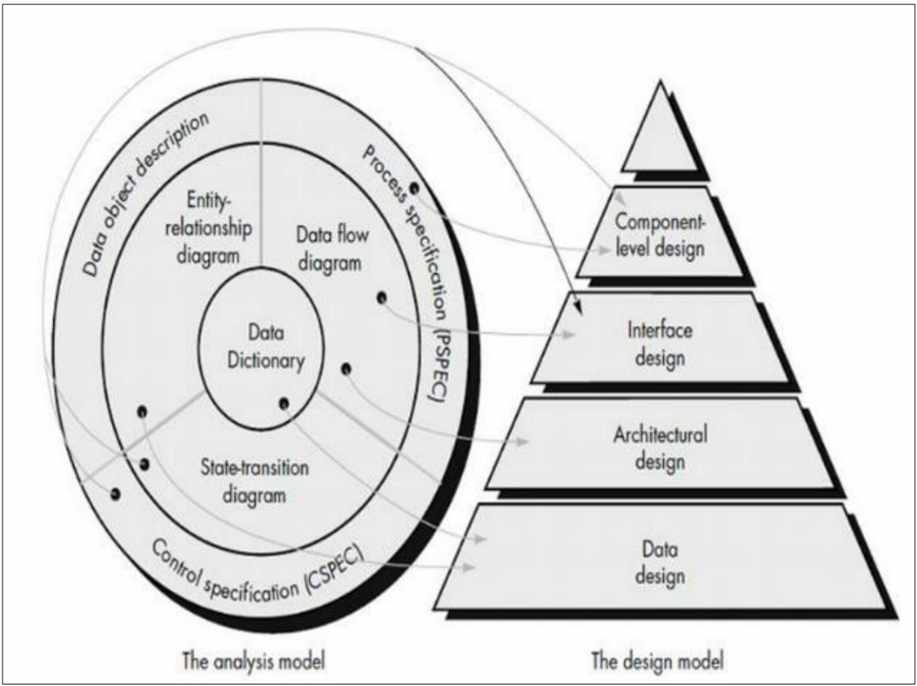 Data object description
Process specification (PSPEC)
Entity-
relationship
diagram
Data flow
diagram
Data
Dictionary
State-transition
diagram
Control specification (CSPEC)
The analysis model
Component-
level design
Interface
design
Architectural
design
Data
design
The design model